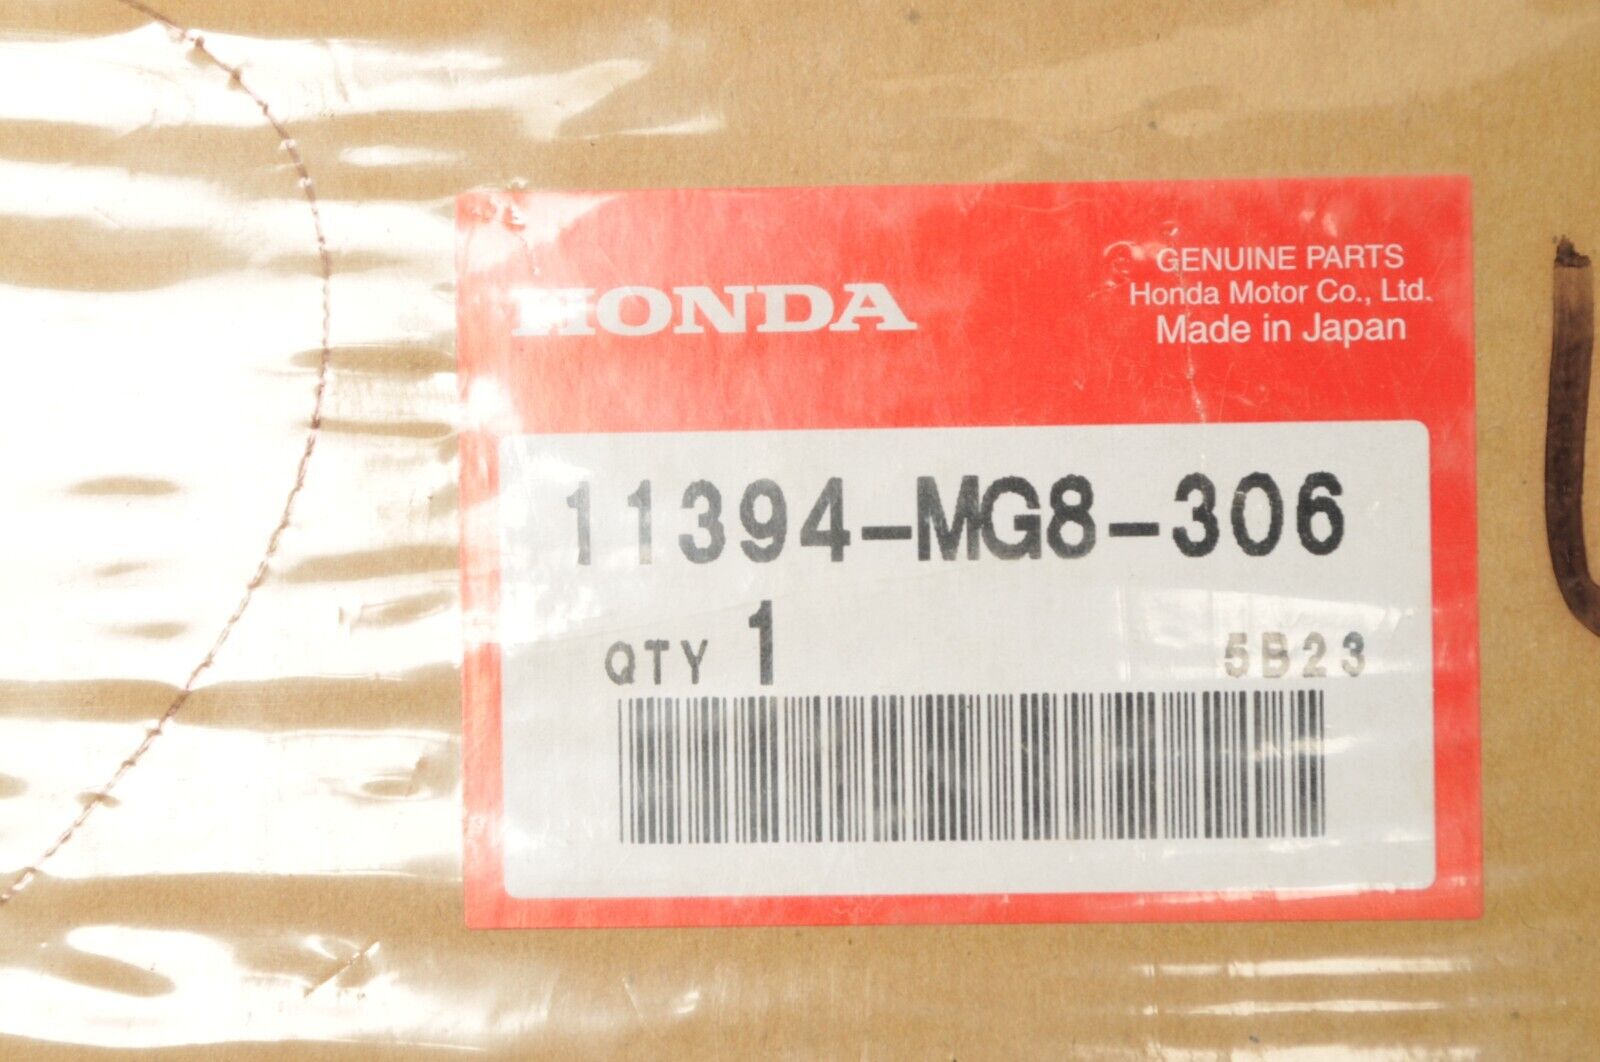 HONDA
GENUINE PARTS
Honda Motor Co., Ltd.
Made in Japan
11394-MG8-306
QTY 1
5B23